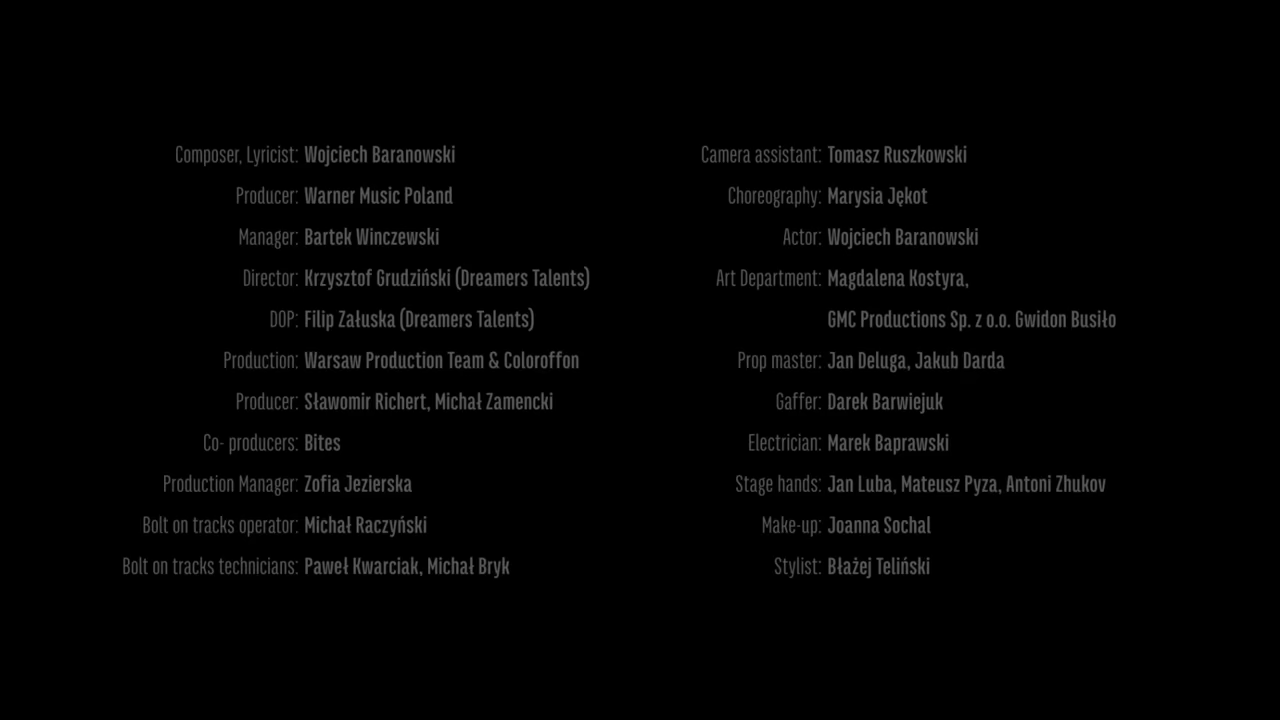 Composer, Lyricist: Wojciech Baranowski
Producer: Warner Music Poland
Manager: Bartek Winczewski
Director: Krzysztof Grudziński (Dreamers Talents)
DOP: Filip Załuska (Dreamers Talents)
Production: Warsaw Production Team & Coloroffon
Producer: Sławomir Richert, Michał Zamencki
Co- producers: Bites
Production Manager: Zofia Jezierska
Bolt on tracks operator: Michał Raczyński
Bolt on tracks technicians: Paweł Kwarciak, Michał Bryk
Camera assistant: Tomasz Ruszkowski
Choreography: Marysia Jękot
Actor: Wojciech Baranowski
Art Department: Magdalena Kostyra,
GMC Productions Sp. z o.o. Gwidon Busiło
Prop master: Jan Deluga, Jakub Darda
Gaffer: Darek Barwiejuk
Electrician: Marek Baprawski
Stage hands: Jan Luba, Mateusz Pyza, Antoni Zhukov
Make-up: Joanna Sochal
Stylist: Błażej Teliński